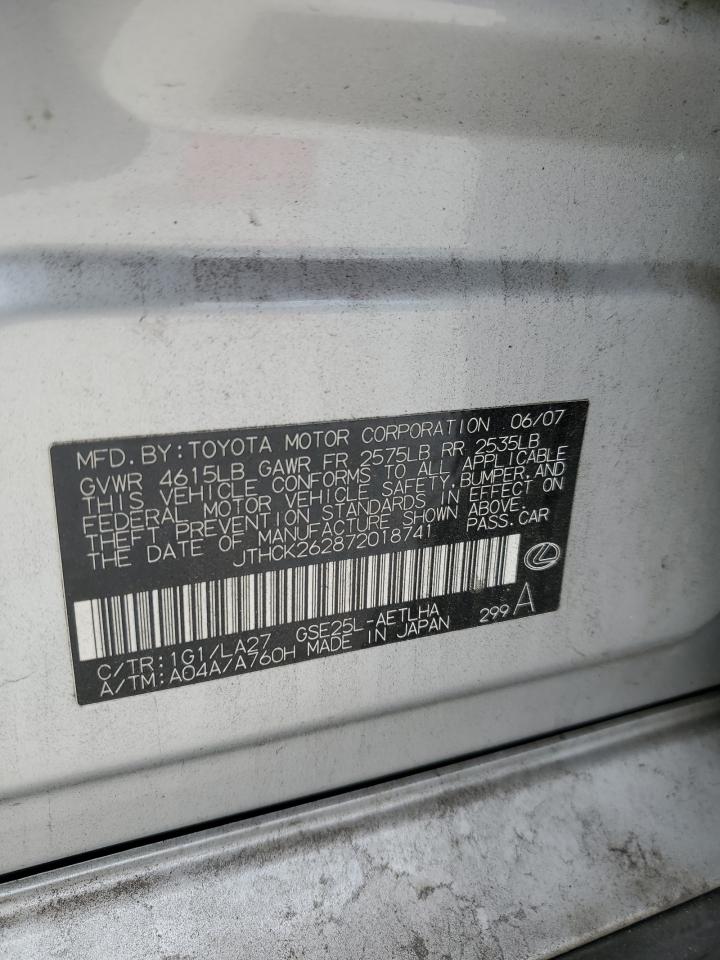 MFD. BY: TOYOTA MOTOR CORPORATION 06/07
GVWR 4615LB GAWR FR 2575LB RR 2535LB
THIS VEHICLE CONFORMS TO ALL APPLICABLE
FEDERAL MOTOR VEHICLE SAFETY, BUMPER, AND
THEFT PREVENTION STANDARDS IN EFFECT ON
THE DATE OF MANUFACTURE SHOWN ABOVE.
JTHCK262872018741 PASS. CAR
C/TR: 1G1/LA27 GSE25L-AETLHA
A/TM: A04A/A760H MADE IN JAPAN 299 A